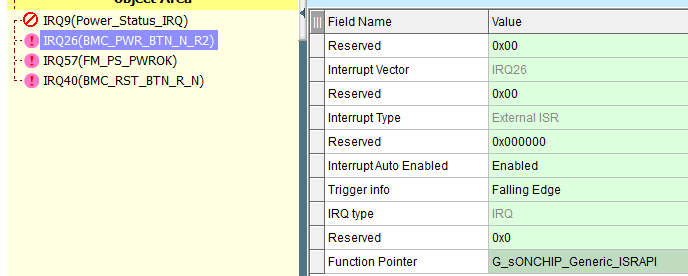 Object Area
IRQ9(Power_Status_IRQ)
IRQ26(BMC_PWR_BTN_N_R2)
IRQ57(FM_PS_PWROK)
IRQ40(BMC_RST_BTN_R_N)
Field Name Value
Reserved 0x00
Interrupt Vector IRQ26
Reserved 0x00
Interrupt Type External ISR
Reserved 0x000000
Interrupt Auto Enabled Enabled
Trigger info Falling Edge
IRQ type IRQ
Reserved 0x0
Function Pointer G_sONCHIP_Generic_ISRAPI